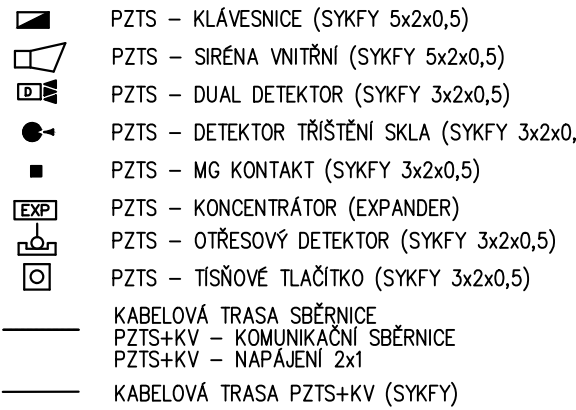 PZTS – KLÁVESNICE (SYKFY 5x2x0,5)
PZTS – SIRÉNA VNITŘNÍ (SYKFY 5x2x0,5)
D PZTS – DUAL DETEKTOR (SYKFY 3x2x0,5)
PZTS – DETEKTOR TŘÍŠTĚNÍ SKLA (SYKFY 3x2x0,
PZTS – MG KONTAKT (SYKFY 3x2x0,5)
EXP PZTS – KONCENTRÁTOR (EXPANDER)
PZTS – OTŘESOVÝ DETEKTOR (SYKFY 3x2x0,5)
PZTS – TÍSŇOVÉ TLAČÍTKO (SYKFY 3x2x0,5)
KABELOVÁ TRASA SBĚRNICE
PZTS+KV – KOMUNIKAČNÍ SBĚRNICE
PZTS+KV – NAPÁJENÍ 2x1
KABELOVÁ TRASA PZTS+KV (SYKFY)